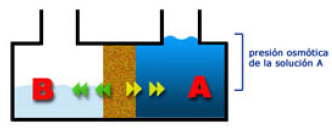 B
A
presión osmótica
de la solución A